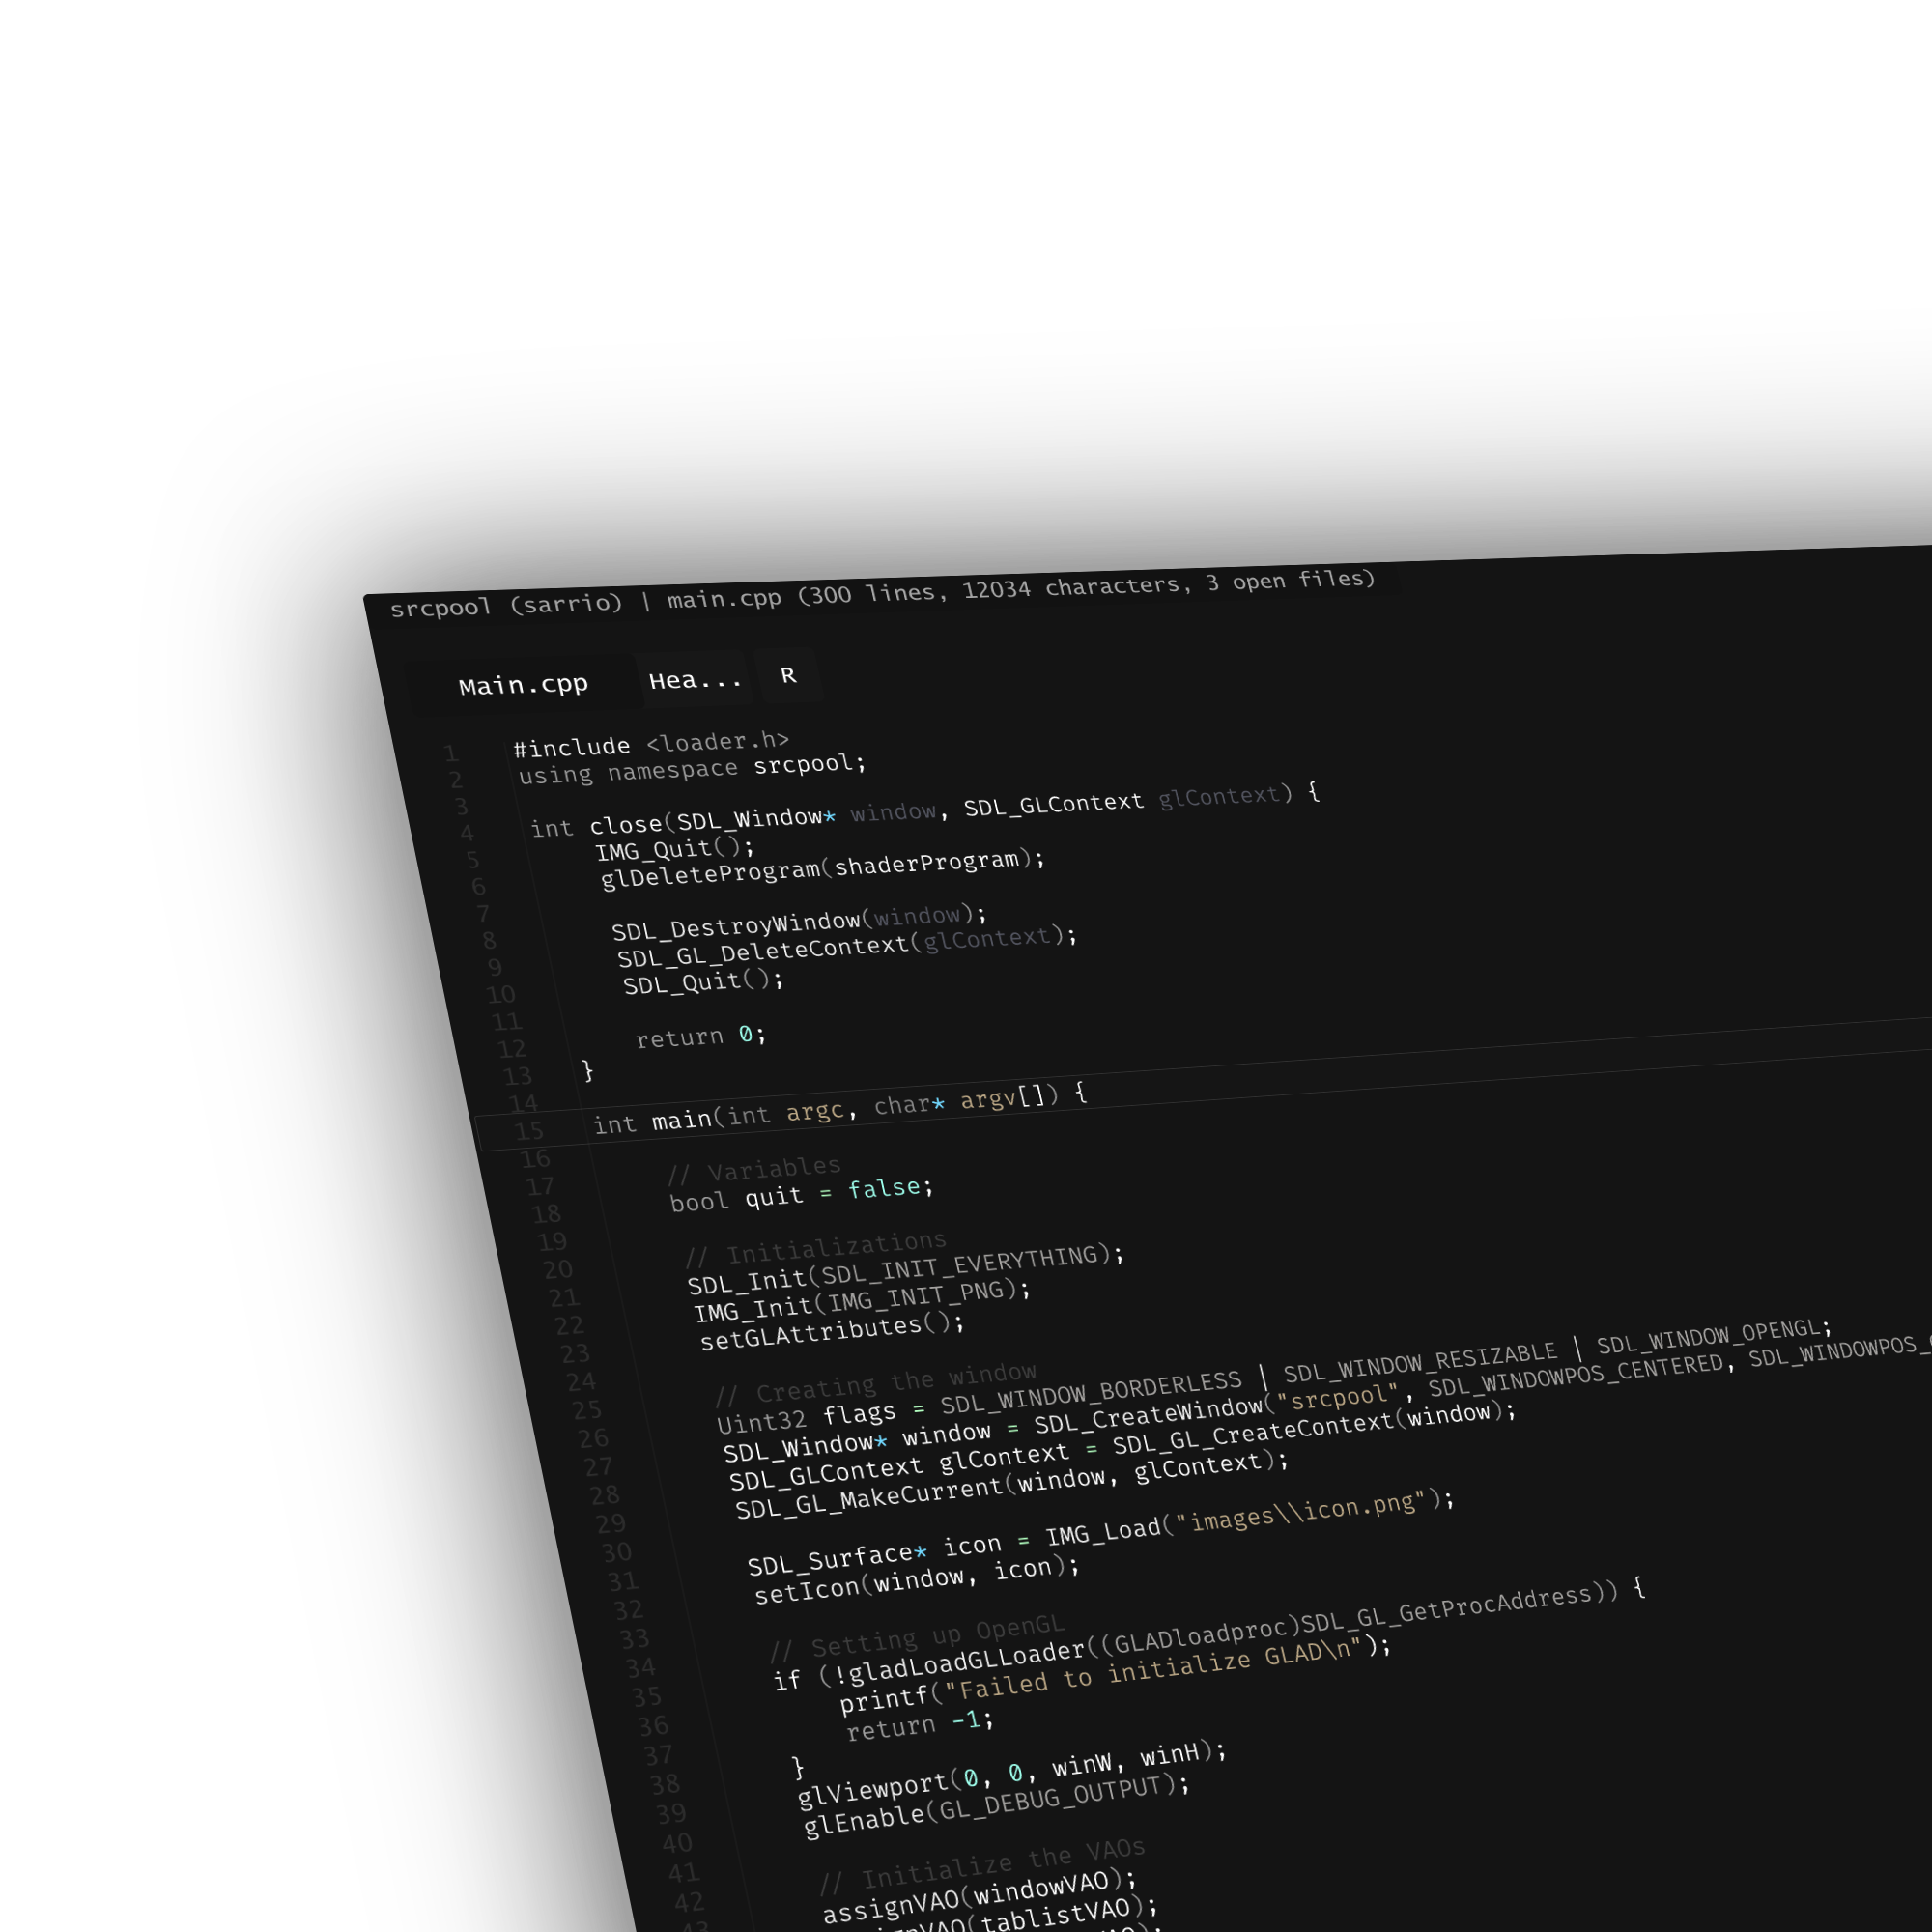 srcpool (sarrio) | main.cpp (300 lines, 12034 characters, 3 open files)
Main.cpp Hea... R
1 #include <loader.h>
2 using namespace srcpool;
3
4 int close(SDL_Window* window, SDL_GLContext glContext) {
5 IMG_Quit();
6 glDeleteProgram(shaderProgram);
7
8 SDL_DestroyWindow(window);
9 SDL_GL_DeleteContext(glContext);
10 SDL_Quit();
11
12 return 0;
13 }
14
15 int main(int argc, char* argv[]) {
16
17 // Variables
18 bool quit = false;
19
20 // Initializations
21 SDL_Init(SDL_INIT_EVERYTHING);
22 IMG_Init(IMG_INIT_PNG);
23 setGLAttributes();
24
25 // Creating the window
26 Uint32 flags = SDL_WINDOW_BORDERLESS | SDL_WINDOW_RESIZABLE | SDL_WINDOW_OPENGL;
27 SDL_Window* window = SDL_CreateWindow("srcpool", SDL_WINDOWPOS_CENTERED,
28 SDL_GLContext glContext = SDL_GL_CreateContext(window);
29 SDL_GL_MakeCurrent(window, glContext);
30
31 SDL_Surface* icon = IMG_Load("images\\icon.png");
32 setIcon(window, icon);
33
34 // Setting up OpenGL
35 if (!gladLoadGLLoader((GLADloadproc)SDL_GL_GetProcAddress)) {
36 printf("Failed to initialize GLAD\n");
37 return -1;
38 }
39 glViewport(0, 0, winW, winH);
40 glEnable(GL_DEBUG_OUTPUT);
41
42 // Initialize the VAOs
43 assignVAO(windowVAO);